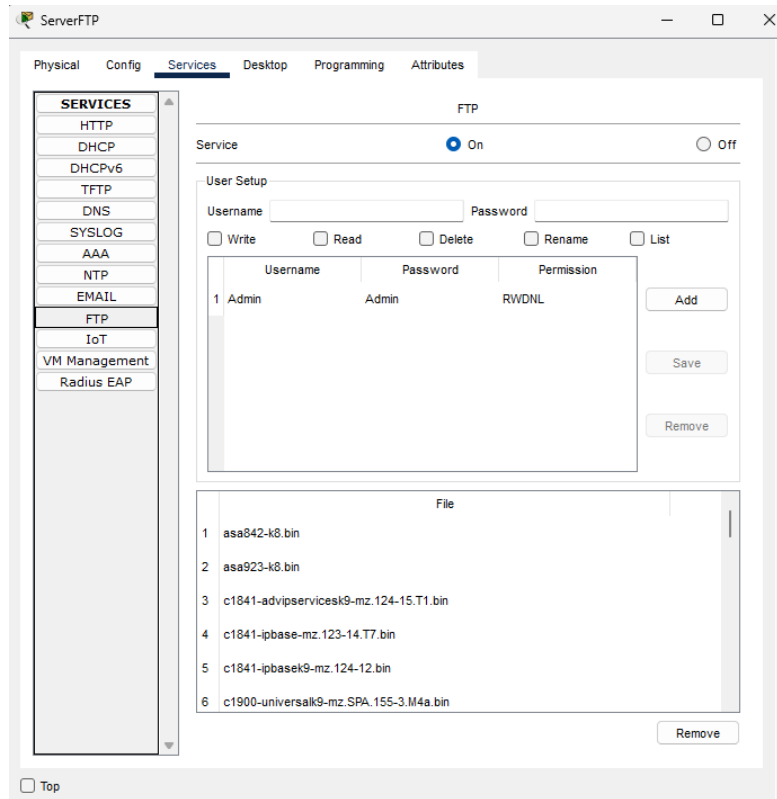 ServerFTP
Physical Config Services Desktop Programming Attributes
SERVICES
HTTP
DHCP
DHCPv6
TFTP
DNS
SYSLOG
AAA
NTP
EMAIL
FTP
IoT
VM Management
Radius EAP
FTP
Service On Off
User Setup
Username Password
Write Read Delete Rename List
Username Password Permission
1 Admin Admin RWDNL
Add
Save
Remove
File
1 asa842-k8.bin
2 asa923-k8.bin
3 c1841-advipservicesk9-mz.124-15.T1.bin
4 c1841-ipbase-mz.123-14.T7.bin
5 c1841-ipbasek9-mz.124-12.bin
6 c1900-universalk9-mz.SPA.155-3.M4a.bin
Remove
Top